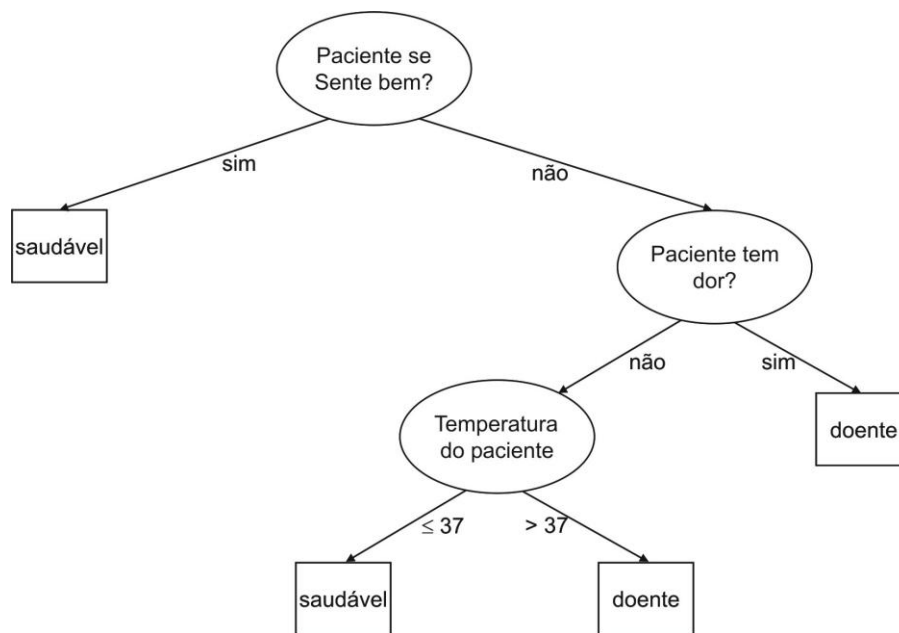 Paciente se
Sente bem?
sim
não
saudável
Paciente tem
dor?
não
sim
Temperatura
do paciente
doente
≤ 37
> 37
saudável
doente